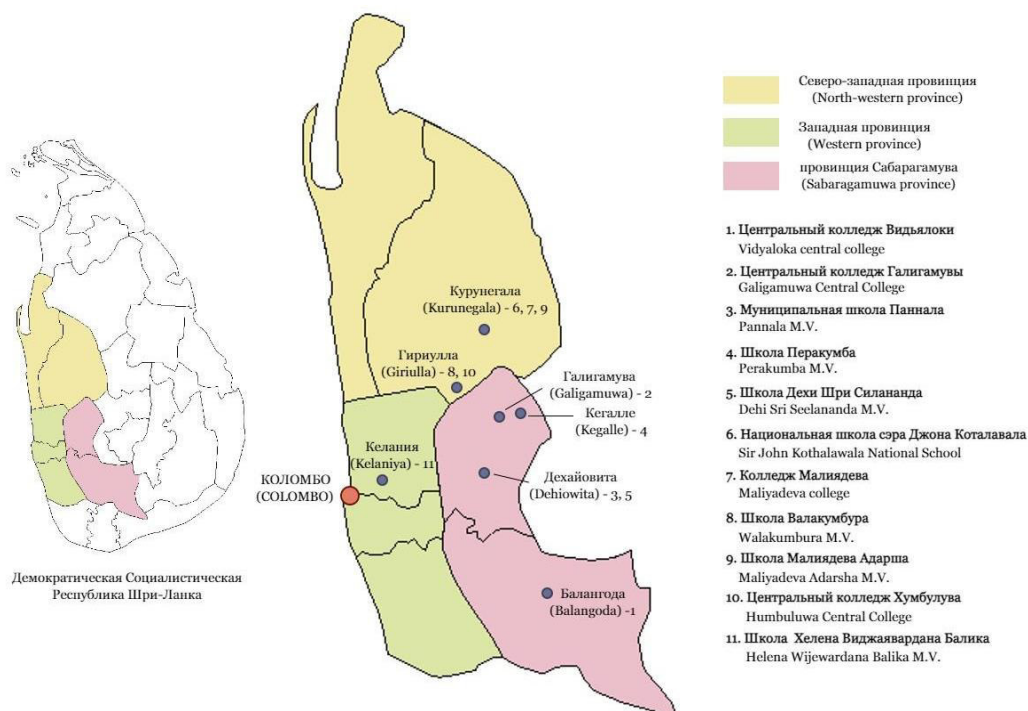 Северо-западная провинция
(North-western province)
Западная провинция
(Western province)
провинция Сабарагамува
(Sabaragamuwa province)
1. Центральный колледж Видьялоки
Vidyaloka central college
2. Центральный колледж Галигамувы
Galigamuwa Central College
3. Муниципальная школа Паннала
Pannala M.V.
4. Школа Перакумба
Perakumba M.V.
5. Школа Дехи Шри Силананда
Dehi Sri Seelananda M.V.
6. Национальная школа сэра Джона Коталавала
Sir John Kothalawala National School
7. Колледж Малиядева
Maliyadeva college
8. Школа Валакумбура
Walakumbura M.V.
9. Школа Малиядева Адарша
Maliyadeva Adarsha M.V.
10. Центральный колледж Хумбулува
Humbuluwa Central College
11. Школа Хелена Виджаявардана Балика
Helena Wijewardana Balika M.V.
Курунегала
(Kurunegala) - 6, 7, 9
Гириулла
(Giriulla) - 8, 10
Галигамува
(Galigamuwa) - 2
Кегалле
(Kegalle) - 4
Келания
(Kelaniya) - 11
КОЛОМБО
(COLOMBO)
Дехайовита
(Dehiowita) - 3, 5
Балангода
(Balangoda) -1
Демократическая Социалистическая
Республика Шри-Ланка